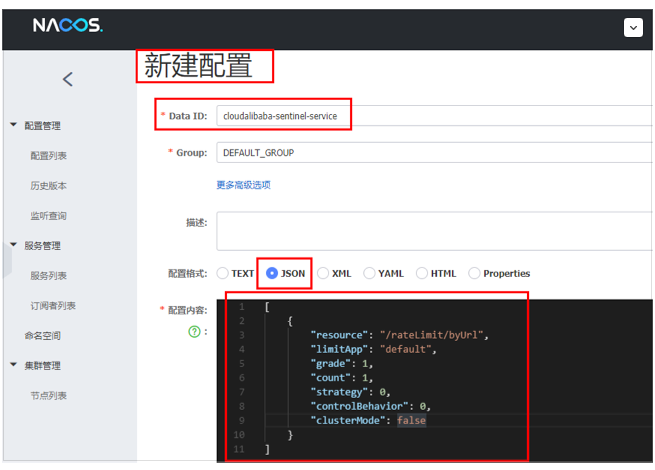 NACOS.
新建配置
* Data ID: cloudalibaba-sentinel-service
* Group: DEFAULT_GROUP
更多高级选项
描述:
配置格式: TEXT JSON XML YAML HTML Properties
* 配置内容:
? :
1 [
2 {
3 "resource": "/rateLimit/byUrl",
4 "limitApp": "default",
5 "grade": 1,
6 "count": 1,
7 "strategy": 0,
8 "controlBehavior": 0,
9 "clusterMode": false
10 }
11 ]
配置管理
配置列表
历史版本
监听查询
服务管理
服务列表
订阅者列表
命名空间
集群管理
节点列表